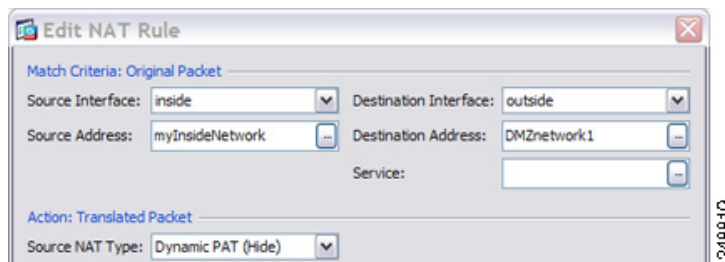 Edit NAT Rule
Match Criteria: Original Packet
Source Interface: inside Destination Interface: outside
Source Address: myInsideNetwork ... Destination Address: DMZnetwork1 ...
Service: ...
Action: Translated Packet
Source NAT Type: Dynamic PAT (Hide)